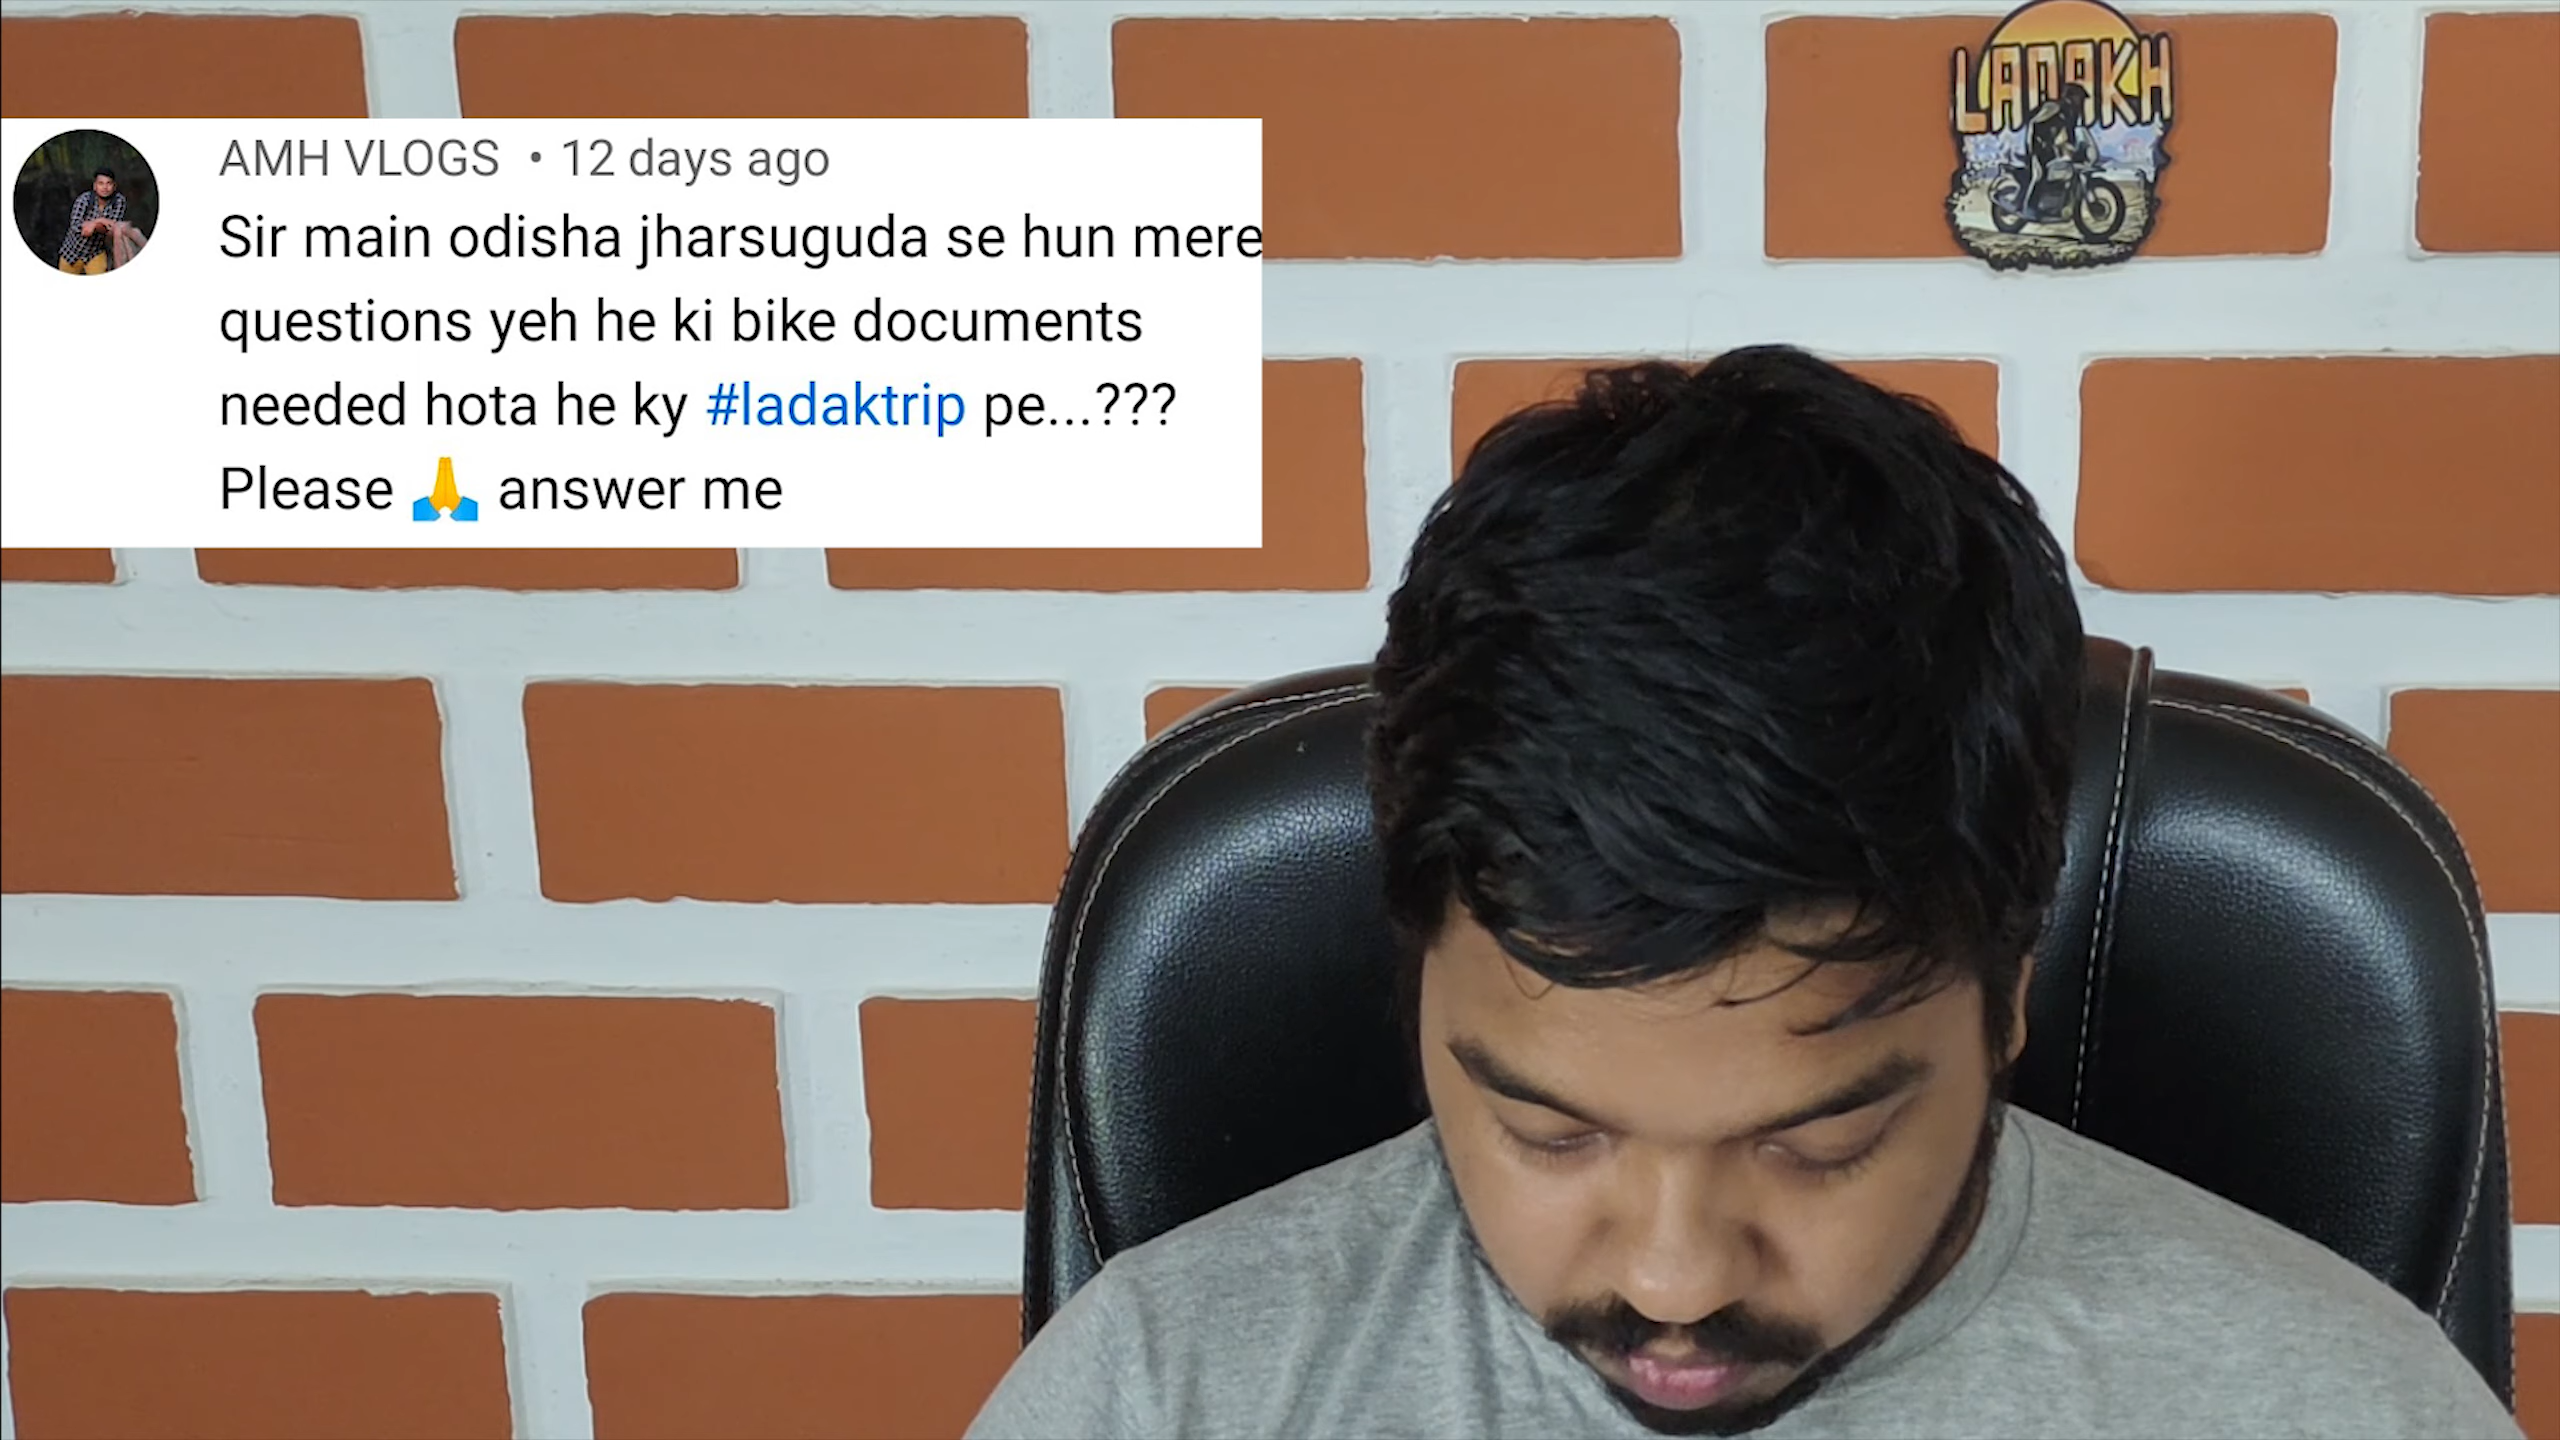 LADAKH
AMH VLOGS • 12 days ago
Sir main odisha jharsuguda se hun mere
questions yeh he ki bike documents
needed hota he ky #ladaktrip pe...???
Please 🙏 answer me